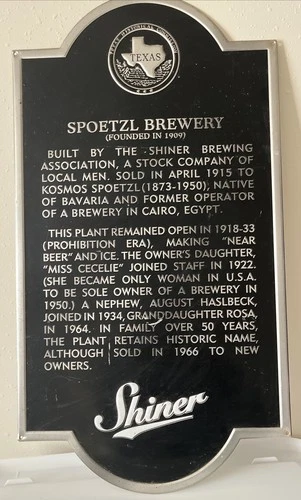 TEXAS HISTORICAL COMMISSION
TEXAS
SPOETZL BREWERY
(FOUNDED IN 1909)
BUILT BY THE SHINER BREWING
ASSOCIATION, A STOCK COMPANY OF
LOCAL MEN. SOLD IN APRIL 1915 TO
KOSMOS SPOETZL (1873-1950); NATIVE
OF BAVARIA AND FORMER OPERATOR
OF A BREWERY IN CAIRO, EGYPT.
THIS PLANT REMAINED OPEN IN 1918-33
(PROHIBITION ERA), MAKING "NEAR
BEER" AND ICE. THE OWNER'S DAUGHTER,
"MISS CECELIE" JOINED STAFF IN 1922.
(SHE BECAME ONLY WOMAN IN U.S.A.
TO BE SOLE OWNER OF A BREWERY IN
1950.) A NEPHEW, AUGUST HASLBECK,
JOINED IN 1934, GRANDDAUGHTER ROSA,
IN 1964. IN FAMILY OVER 50 YEARS,
THE PLANT RETAINS HISTORIC NAME,
ALTHOUGH SOLD IN 1966 TO NEW
OWNERS.
Shiner